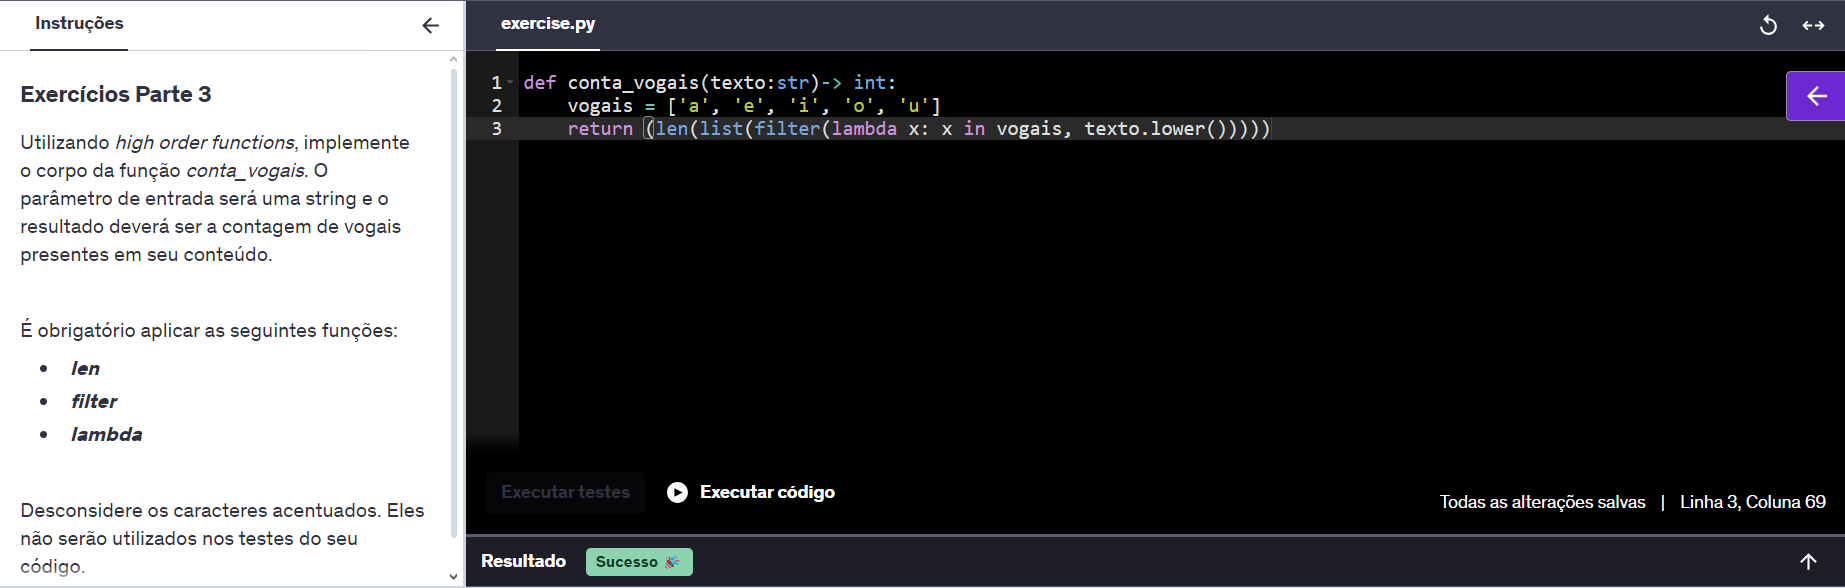 Instruções
exercise.py
Exercícios Parte 3
Utilizando high order functions, implemente
o corpo da função conta_vogais. O
parâmetro de entrada será uma string e o
resultado deverá ser a contagem de vogais
presentes em seu conteúdo.
É obrigatório aplicar as seguintes funções:
• len
• filter
• lambda
Desconsidere os caracteres acentuados. Eles
não serão utilizados nos testes do seu
código.
1 def conta_vogais(texto:str)-> int:
2     vogais = ['a', 'e', 'i', 'o', 'u']
3     return (len(list(filter(lambda x: x in vogais, texto.lower()))))
Executar testes
Executar código
Todas as alterações salvas | Linha 3, Coluna 69
Resultado
Sucesso 🎉